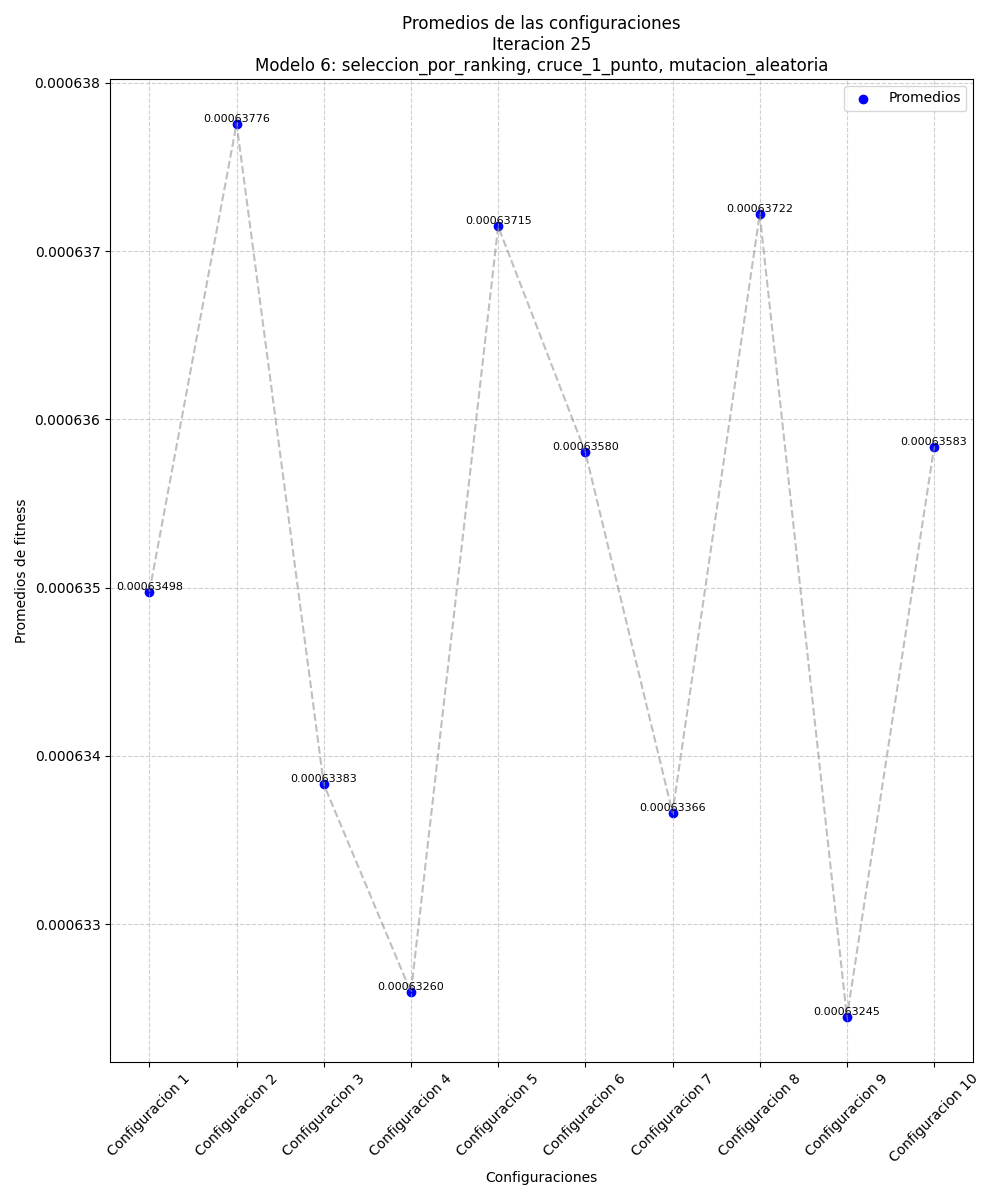 Promedios de las configuraciones
Iteracion 25
Modelo 6: seleccion_por_ranking, cruce_1_punto, mutacion_aleatoria
Promedios
0.000638
0.000637
0.000636
0.000635
0.000634
0.000633
Promedios de fitness
0.00063498
0.00063776
0.00063383
0.00063260
0.00063715
0.00063580
0.00063366
0.00063722
0.00063245
0.00063583
Configuracion 1
Configuracion 2
Configuracion 3
Configuracion 4
Configuracion 5
Configuracion 6
Configuracion 7
Configuracion 8
Configuracion 9
Configuracion 10
Configuraciones